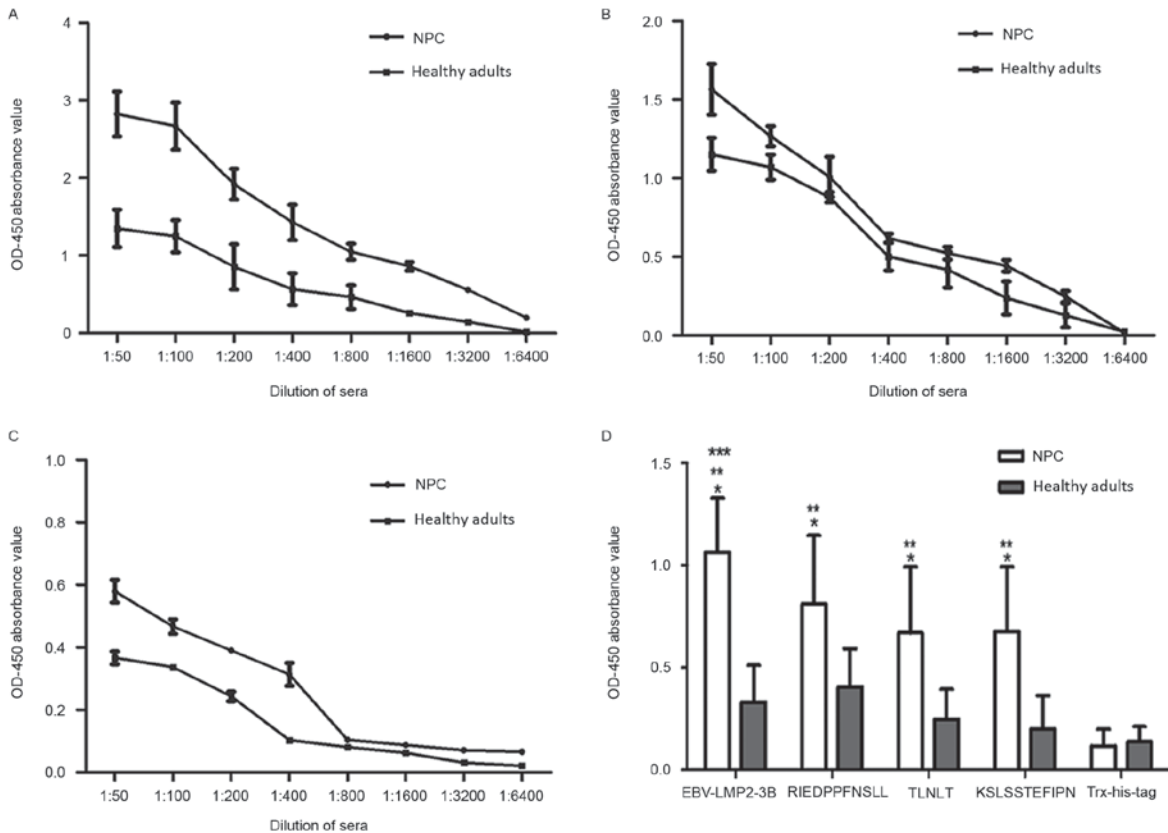 A
OD-450 absorbance value
4
3
2
1
0
NPC
Healthy adults
1:50 1:100 1:200 1:400 1:800 1:1600 1:3200 1:6400
Dilution of sera
B
OD-450 absorbance value
2.0
1.5
1.0
0.5
0.0
NPC
Healthy adults
1:50 1:100 1:200 1:400 1:800 1::1600 1:3200 1:6400
Dilution of sera
C
OD-450 absorbance value
1.0
0.8
0.6
0.4
0.2
0.0
NPC
Healthy adults
1:50 1:100 1:200 1:400 1:800 1:1600 1:3200 1:6400
Dilution of sera
D
OD-450 absorbance value
1.5
1.0
0.5
0.0
NPC
Healthy adults
***
**
*
**
*
**
*
**
*
EBV-LMP2-3B RIEDPPFNSLL TLNLT KSLSSTEFIPN Trx-his-tag